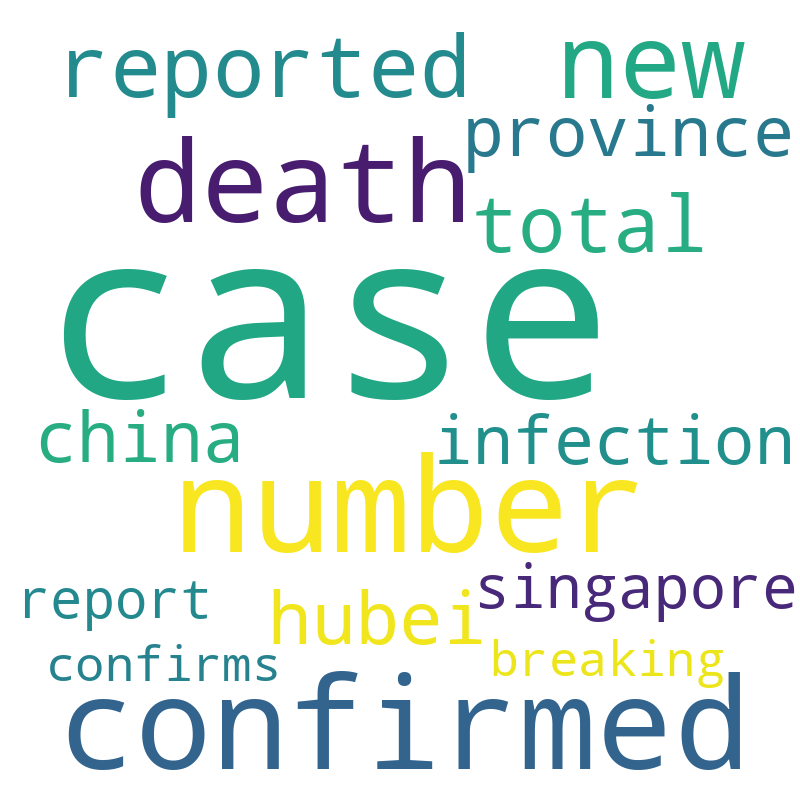 reported new
province
death
total
case
china infection
number
singapore
report hubei
confirms breaking
confirmed